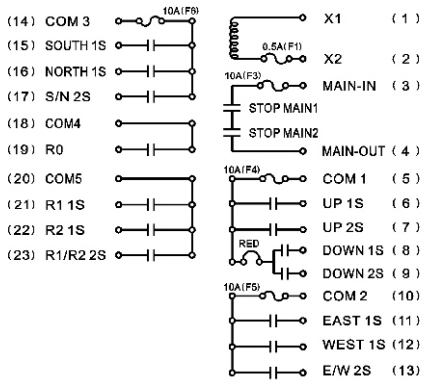 (14) COM 3 10A(F6)
(15) SOUTH 1S
(16) NORTH 1S
(17) S/N 2S
(18) COM4
(19) R0
(20) COM5
(21) R1 1S
(22) R2 1S
(23) R1/R2 2S
X1 (1)
0.5A(F1)
X2 (2)
10A(F3)
MAIN-IN (3)
STOP MAIN1
STOP MAIN2
MAIN-OUT (4)
10A(F4)
COM 1 (5)
UP 1S (6)
UP 2S (7)
RED
DOWN 1S (8)
DOWN 2S (9)
10A(F5)
COM 2 (10)
EAST 1S (11)
WEST 1S (12)
E/W 2S (13)